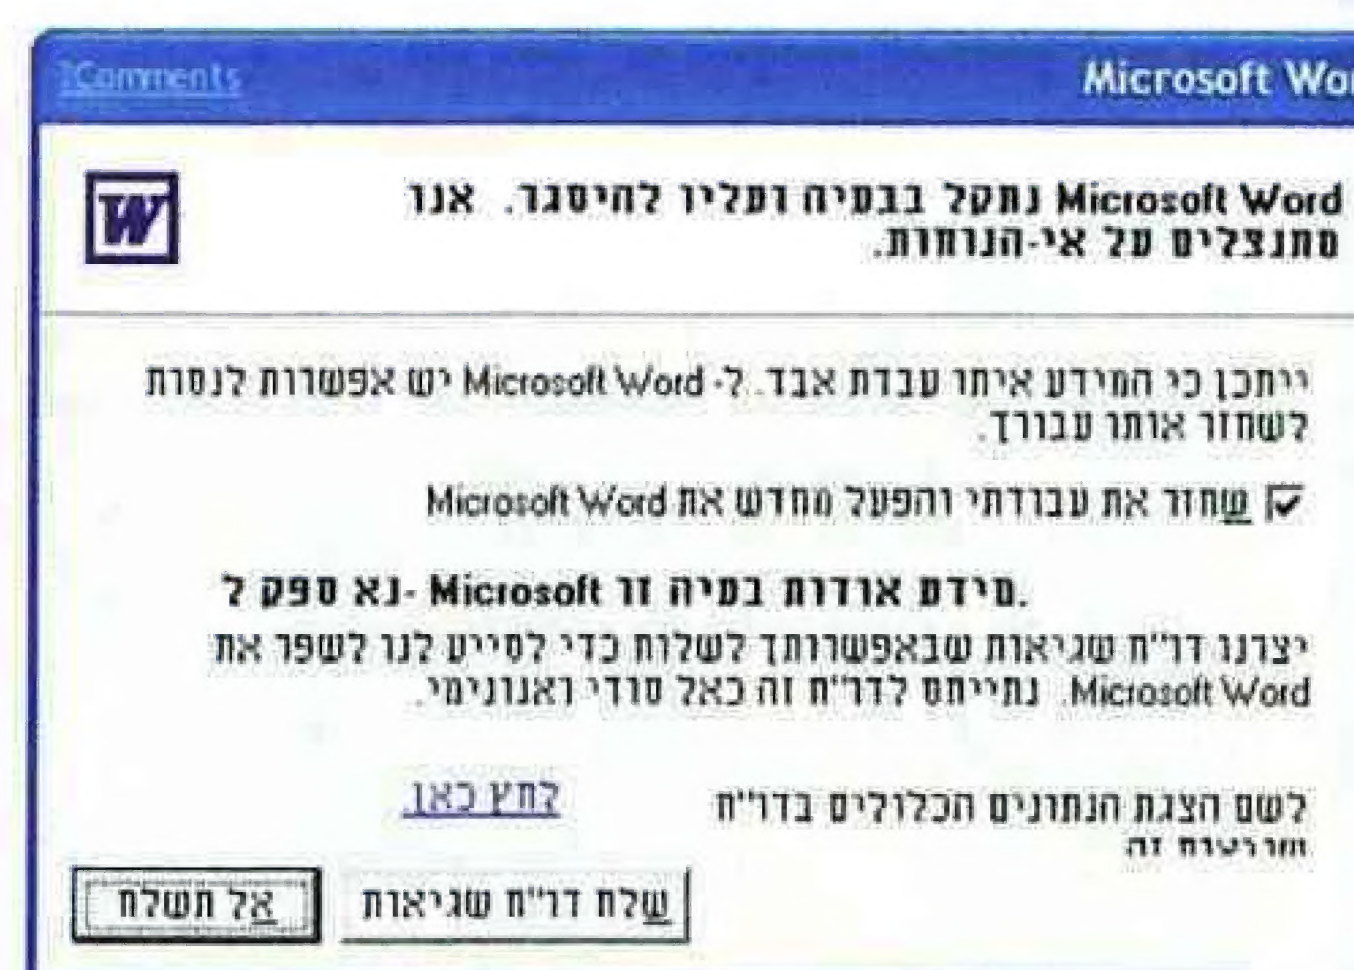 Microsoft Wor
?Comments
Microsoft Word נתקל בבעיה ועליו להיסגר. אנו
מתנצלים על אי-הנוחות.
ייתכן כי המידע איתו עבדת אבד. ל- Microsoft Word יש אפשרות לנסות
לשחזר אותו עבורך.
שחזר את עבודתי והפעל מחדש את Microsoft Word
נא ספק ל- Microsoft מידע אודות בעיה זו.
יצרנו דו"ח שגיאות שבאפשרותך לשלוח כדי לסייע לנו לשפר את
Microsoft Word. נתייחס לדו"ח זה כאל סודי ואנונימי.
לשם הצגת הנתונים הכלולים בדו"ח
שגיאות זה
לחץ כאן.
שלח דו"ח שגיאות
אל תשלח